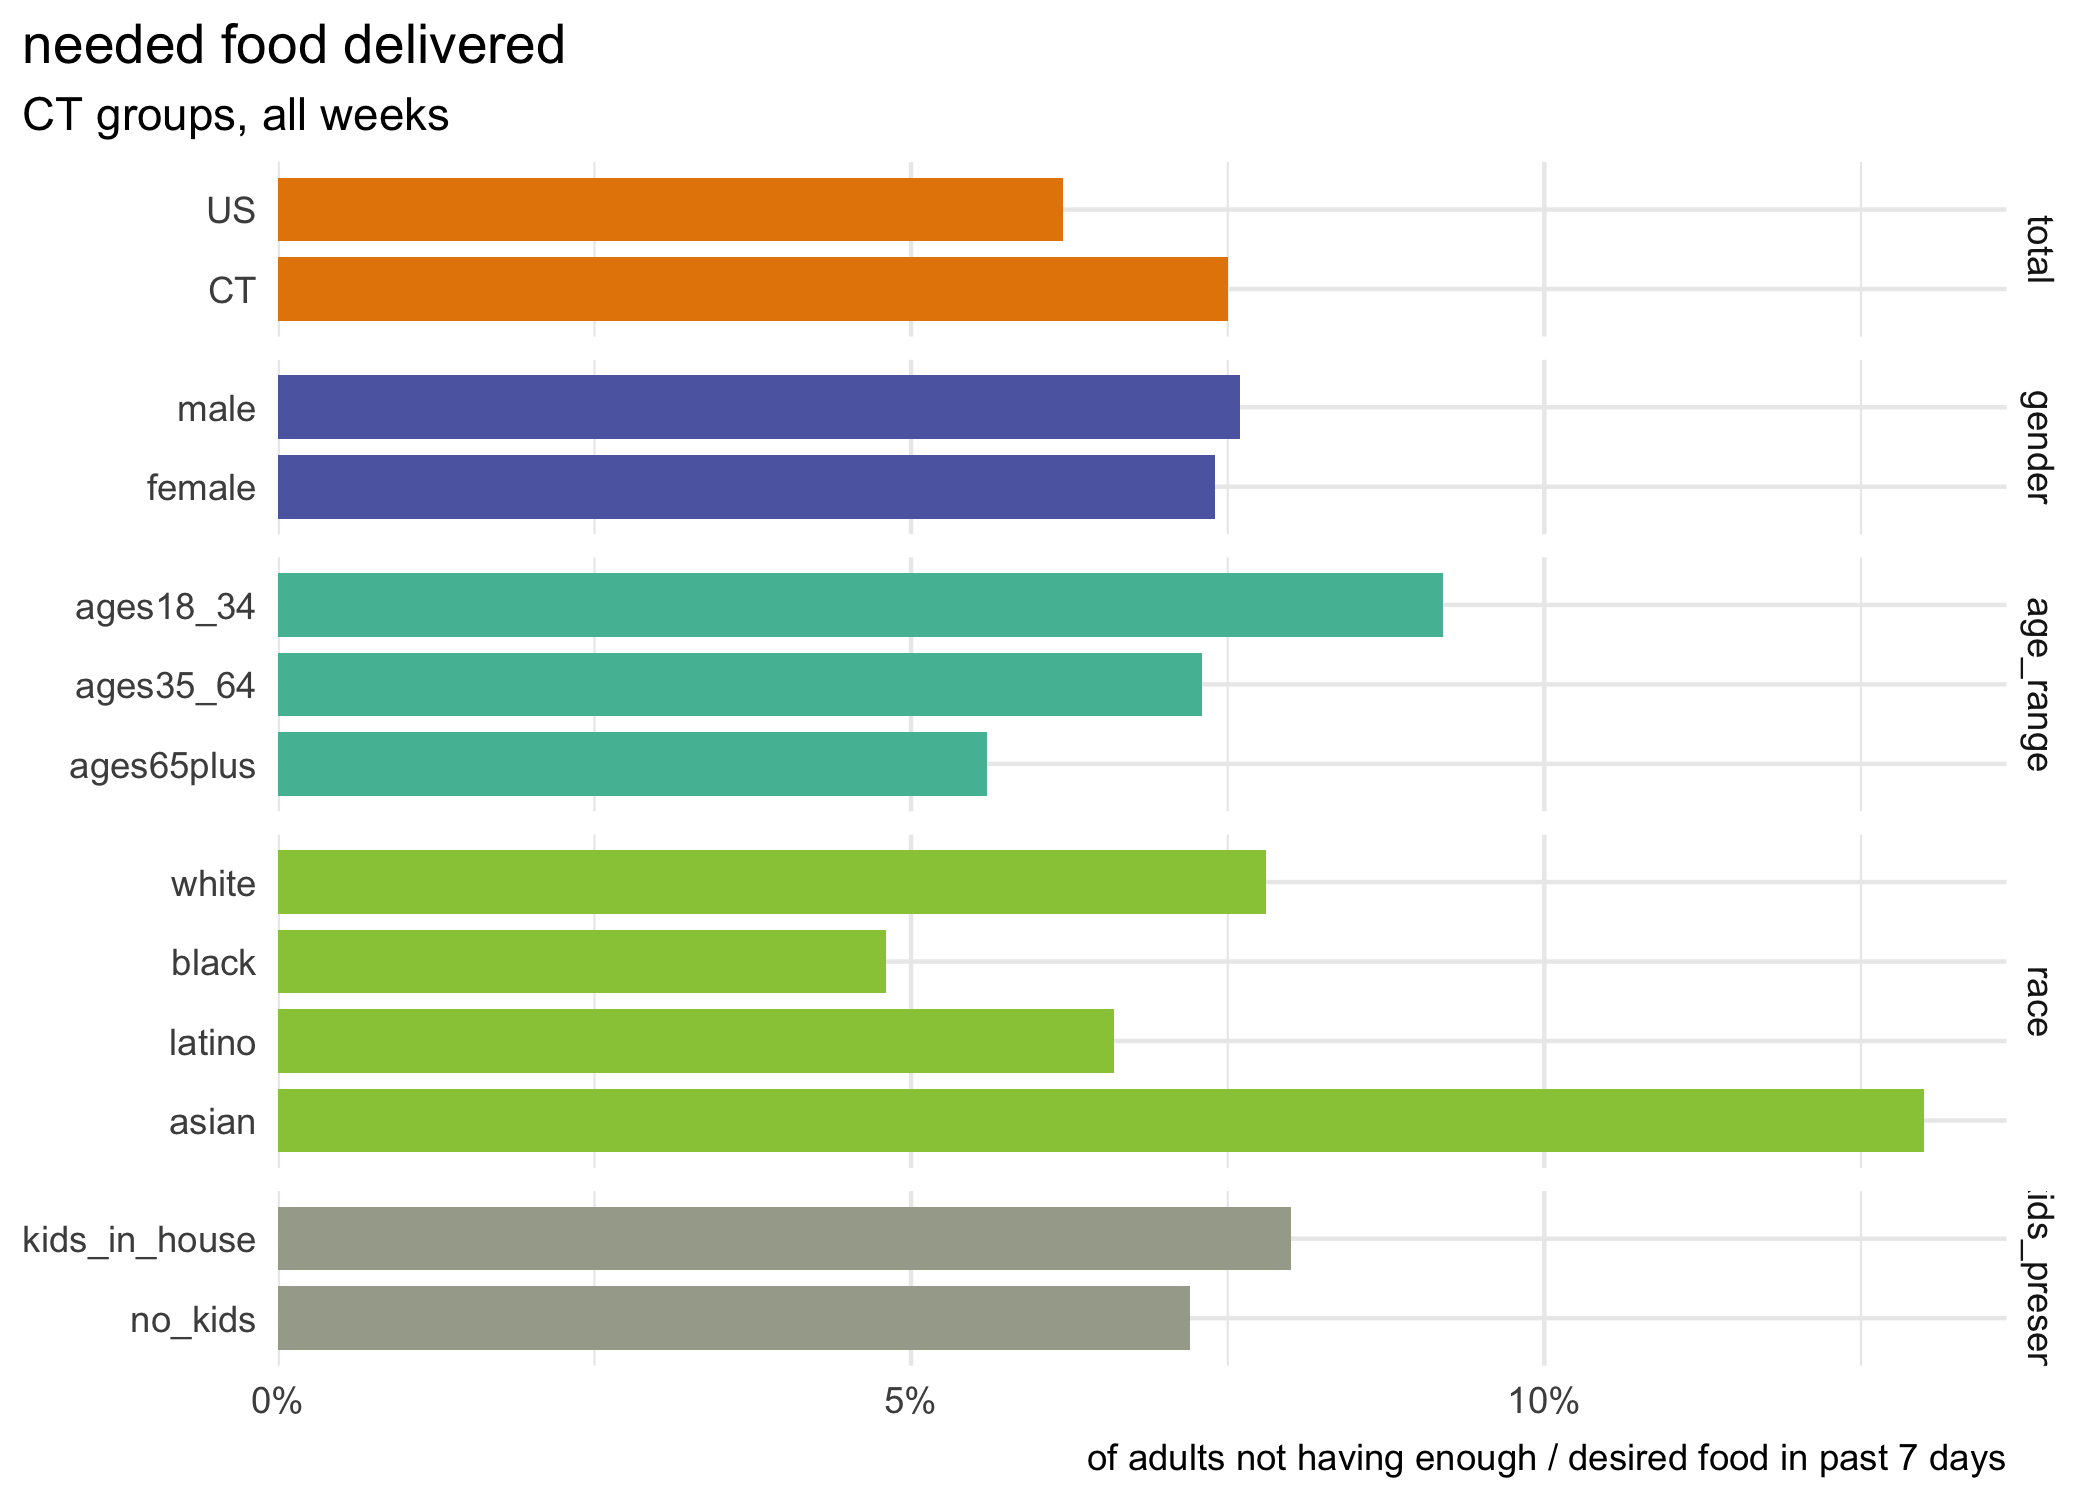 needed food delivered
CT groups, all weeks
US
CT
total
male
female
gender
ages18_34
ages35_64
ages65plus
age_range
white
black
latino
asian
race
kids_in_house
no_kids
ids_preser
0%
5%
10%
of adults not having enough / desired food in past 7 days